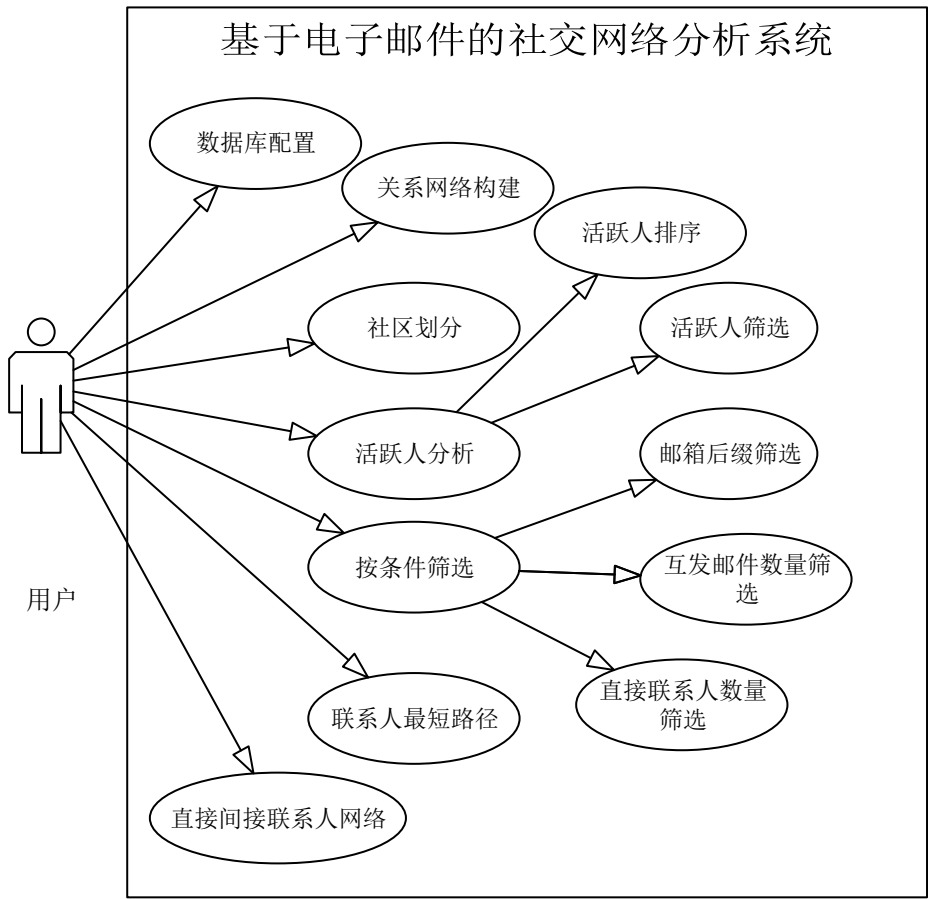 基于电子邮件的社交网络分析系统
数据库配置
关系网络构建
活跃人排序
社区划分
活跃人筛选
活跃人分析
邮箱后缀筛选
按条件筛选
互发邮件数量筛
选
用户
直接联系人数量
筛选
联系人最短路径
直接间接联系人网络